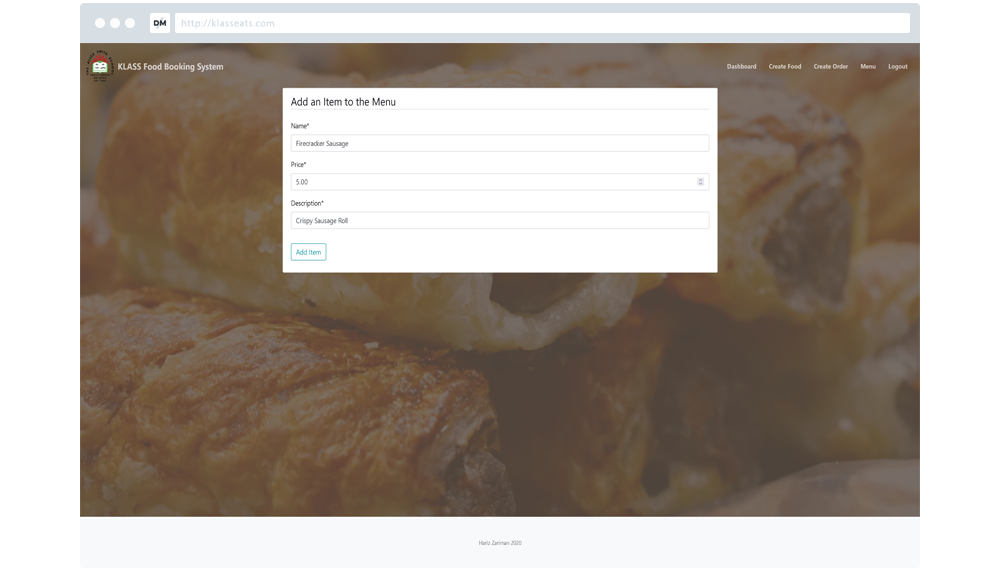 DM
http://klasseats.com
KLASS Food Booking System
Dashboard
Create Food
Create Order
Menu
Logout
Add an Item to the Menu
Name*
Firecracker Sausage
Price*
5.00
Description*
Crispy Sausage Roll
Add Item
Hariz Zariman 2020